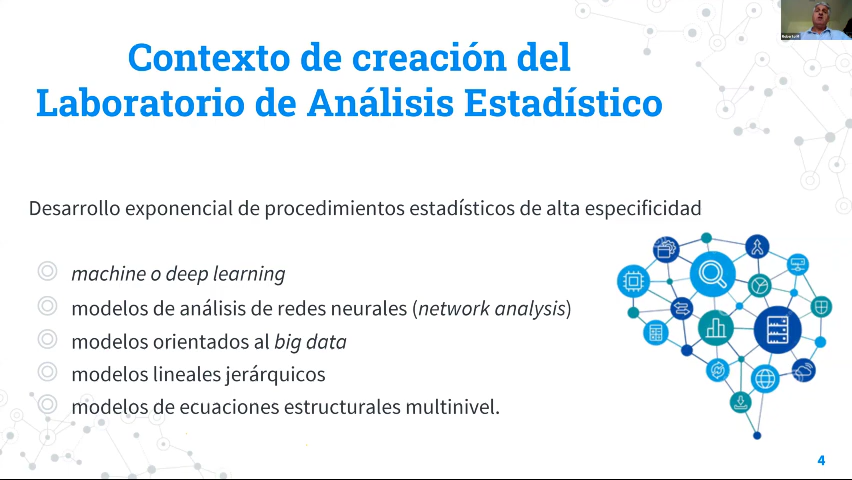 Contexto de creación del
Laboratorio de Análisis Estadístico
Desarrollo exponencial de procedimientos estadísticos de alta especificidad
machine o deep learning
modelos de análisis de redes neurales (network analysis)
modelos orientados al big data
modelos lineales jerárquicos
modelos de ecuaciones estructurales multinivel.
4